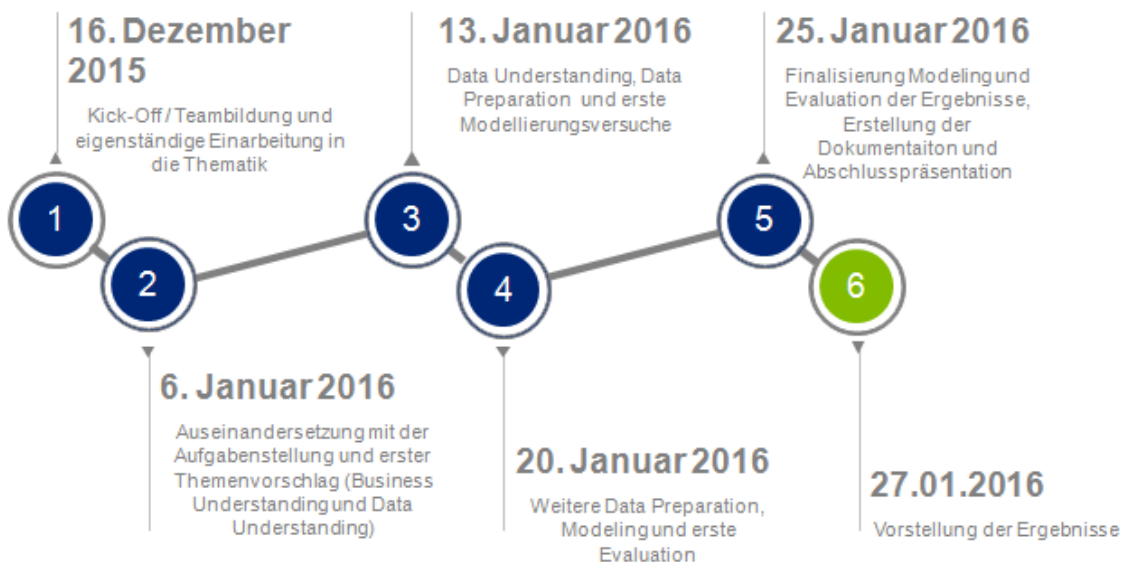 16. Dezember
2015
Kick-Off / Teambildung und
eigenständige Einarbeitung in
die Thematik
13. Januar 2016
Data Understanding, Data
Preparation und erste
Modellierungsversuche
25. Januar 2016
Finalisierung Modeling und
Evaluation der Ergebnisse,
Erstellung der
Dokumentaiton und
Abschlusspräsentation
1
2
3
4
5
6
6. Januar 2016
Auseinandersetzung mit der
Aufgabenstellung und erster
Themenvorschlag (Business
Understanding und Data
Understanding)
20. Januar 2016
Weitere Data Preparation,
Modeling und erste
Evaluation
27.01.2016
Vorstellung der Ergebnisse